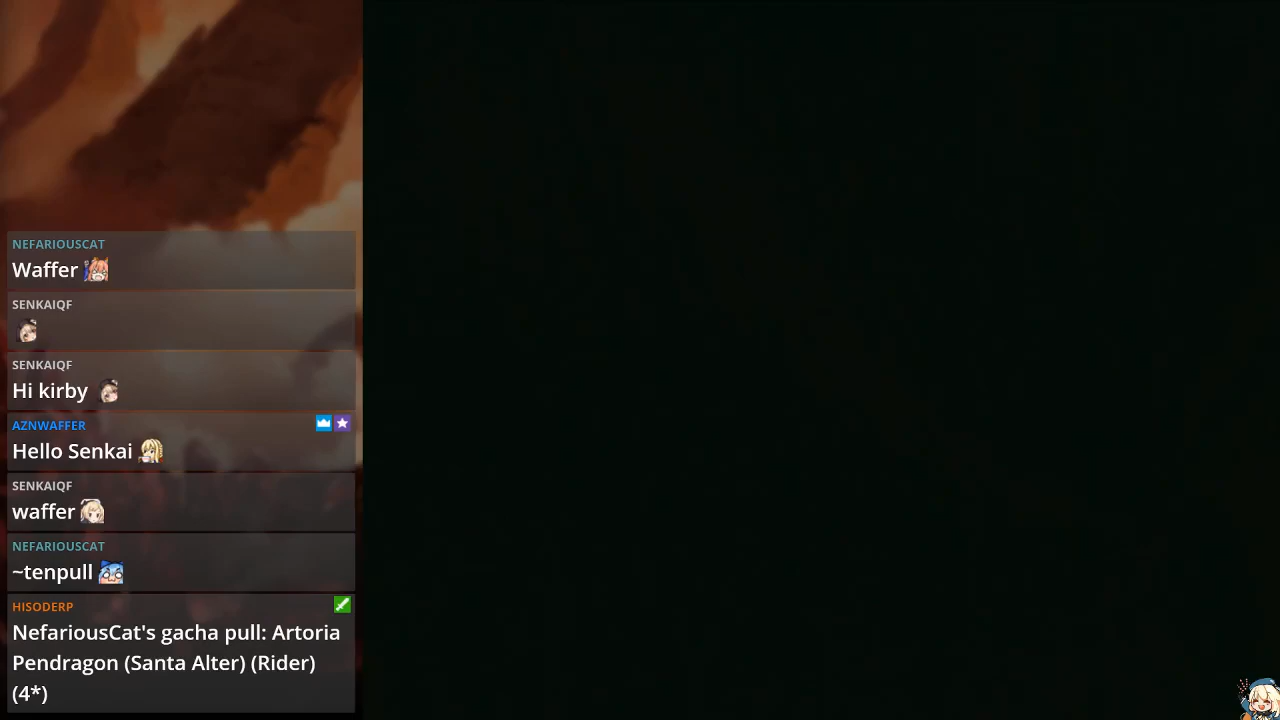 NEFARIOUSCAT
Waffer
SENKAIQF
SENKAIQF
Hi kirby
AZNWAFFER
Hello Senkai
SENKAIQF
waffer
NEFARIOUSCAT
~tenpull
HISODERP
NefariousCat's gacha pull: Artoria
Pendragon (Santa Alter) (Rider)
(4*)